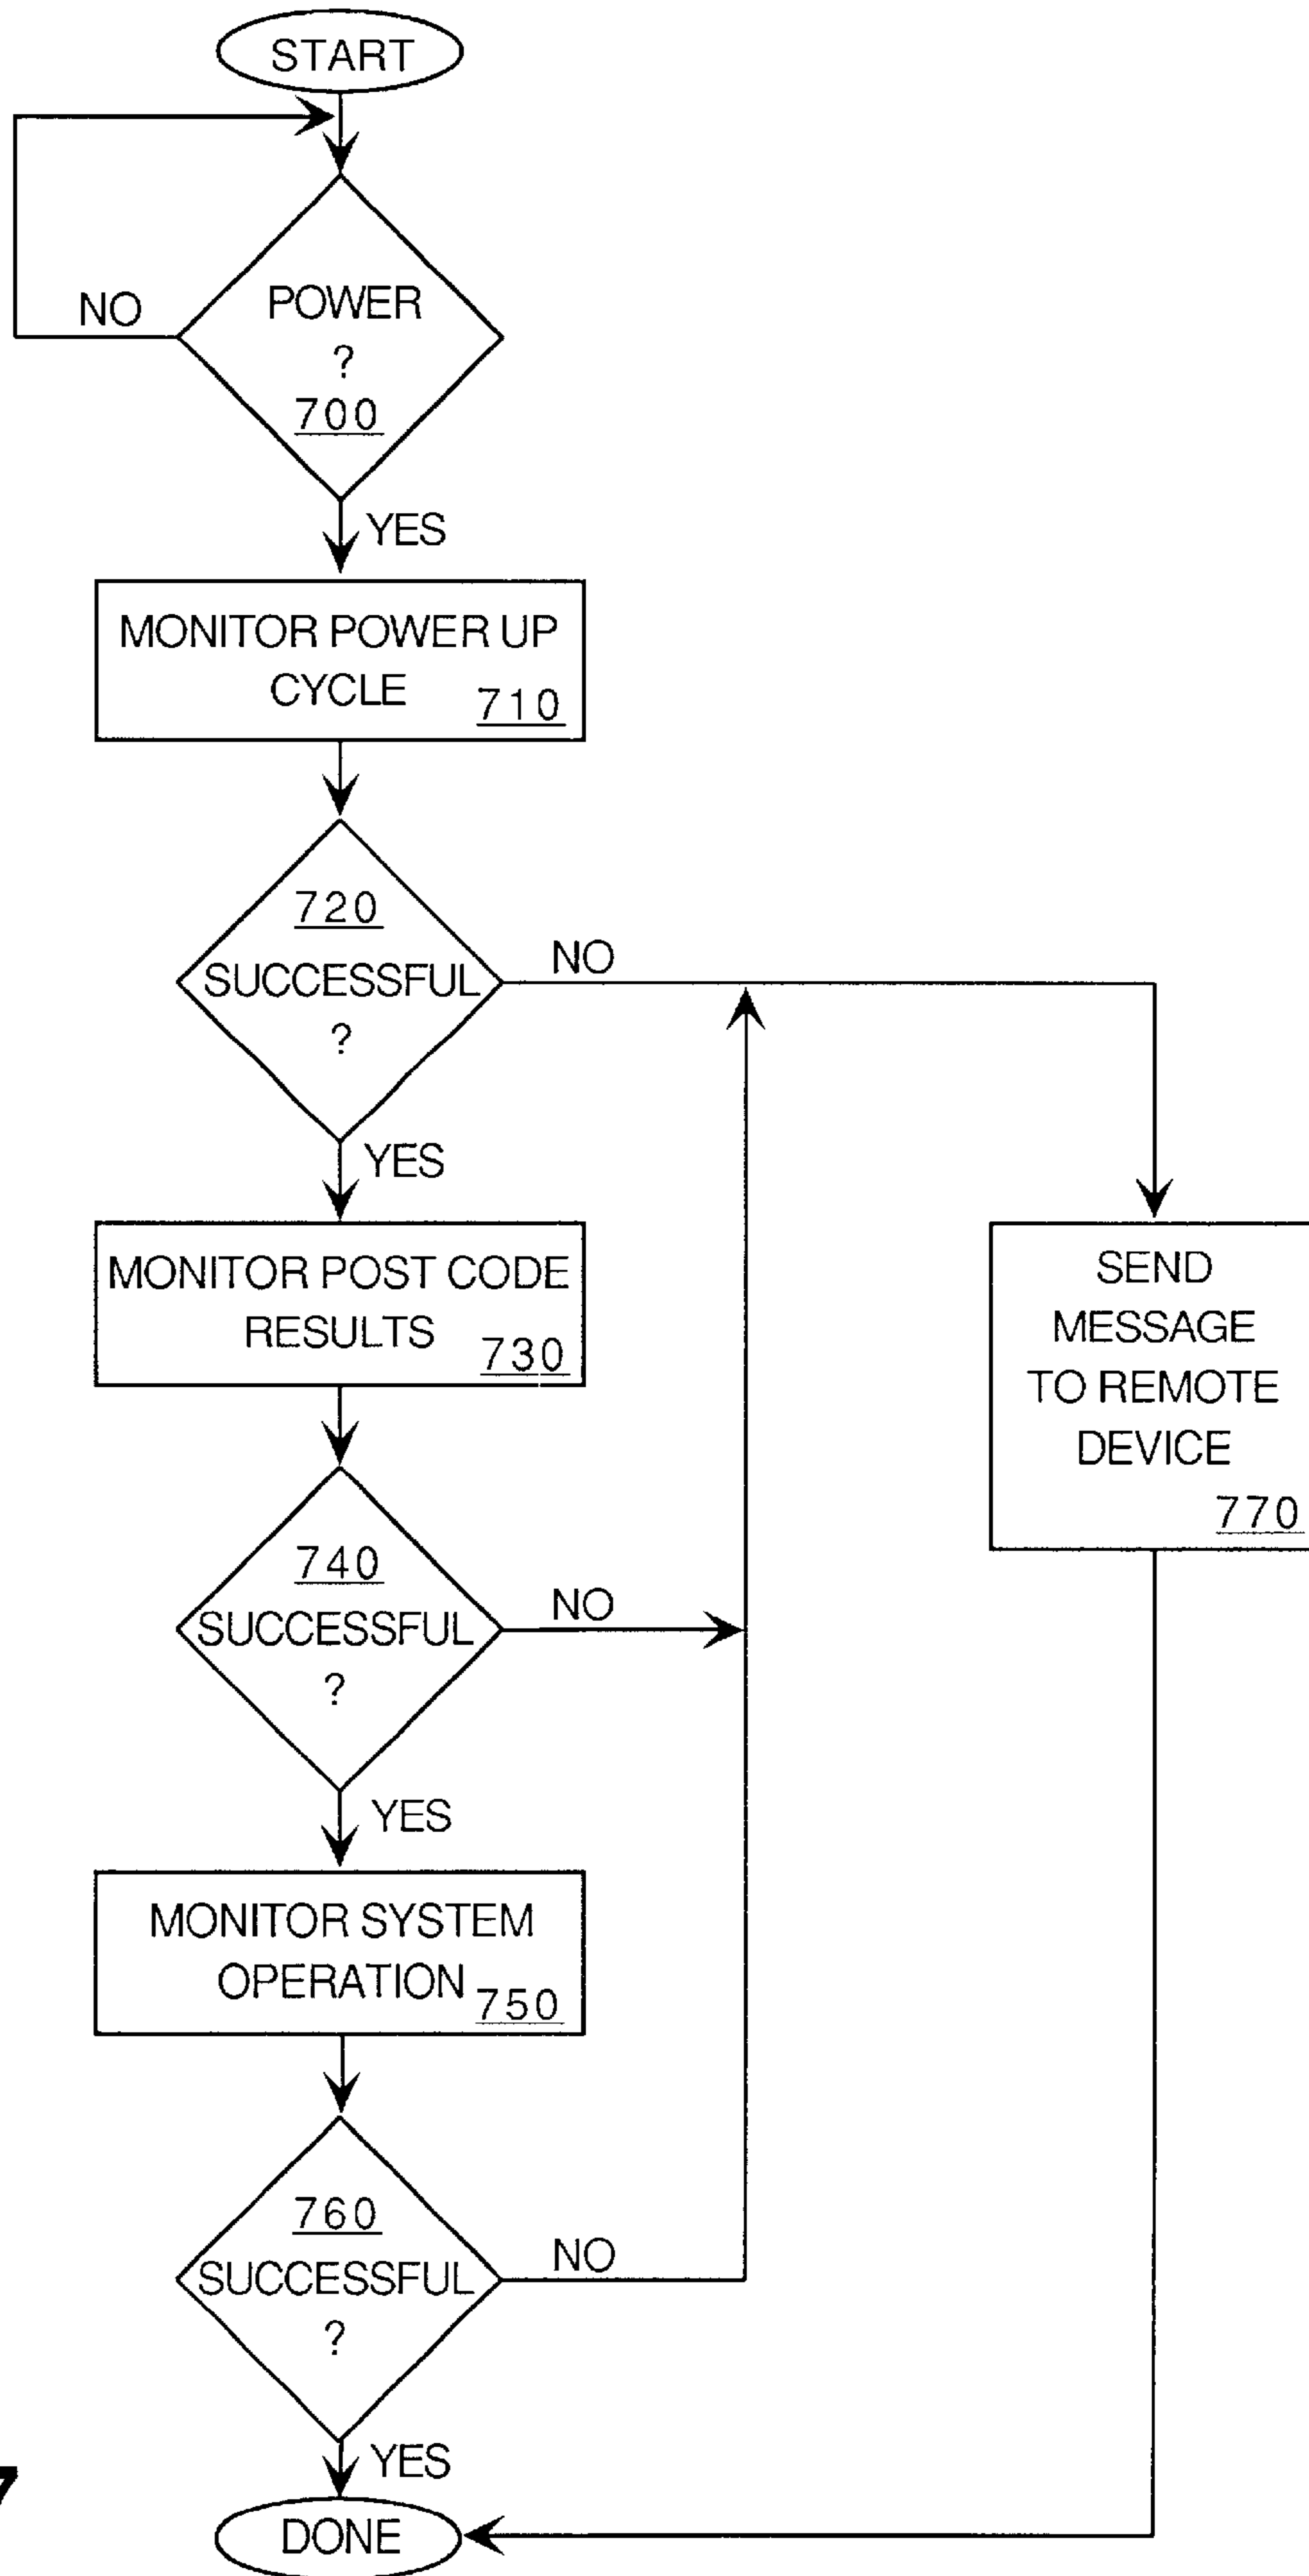 START
NO
POWER
?
700
YES
MONITOR POWER UP
CYCLE 710
720
SUCCESSFUL
?
NO
YES
MONITOR POST CODE
RESULTS 730
SEND
MESSAGE
TO REMOTE
DEVICE
770
740
SUCCESSFUL
?
NO
YES
MONITOR SYSTEM
OPERATION 750
760
SUCCESSFUL
?
NO
YES
DONE
7